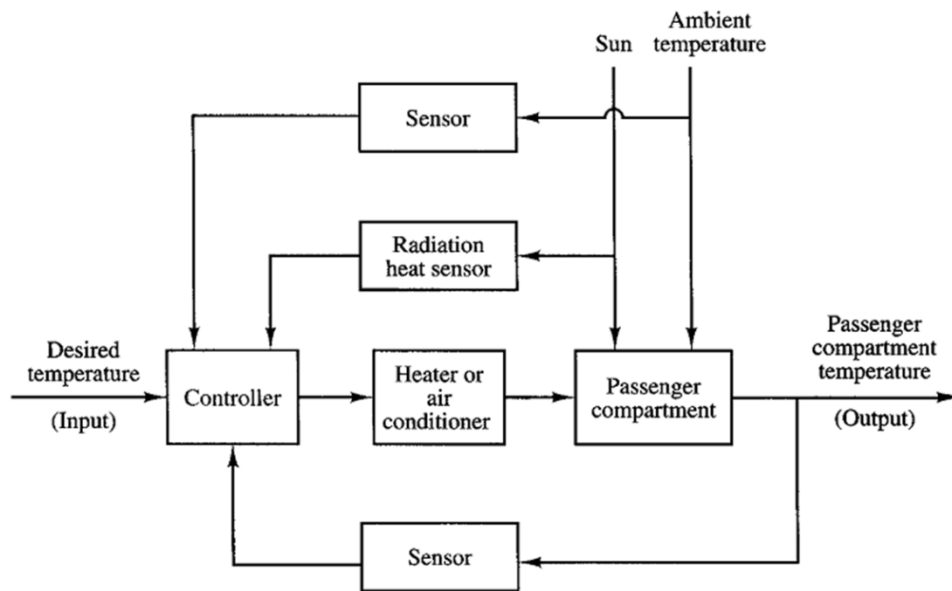 Sun
Ambient
temperature
Sensor
Radiation
heat sensor
Desired
temperature
(Input)
Controller
Heater or
air
conditioner
Passenger
compartment
Passenger
compartment
temperature
(Output)
Sensor